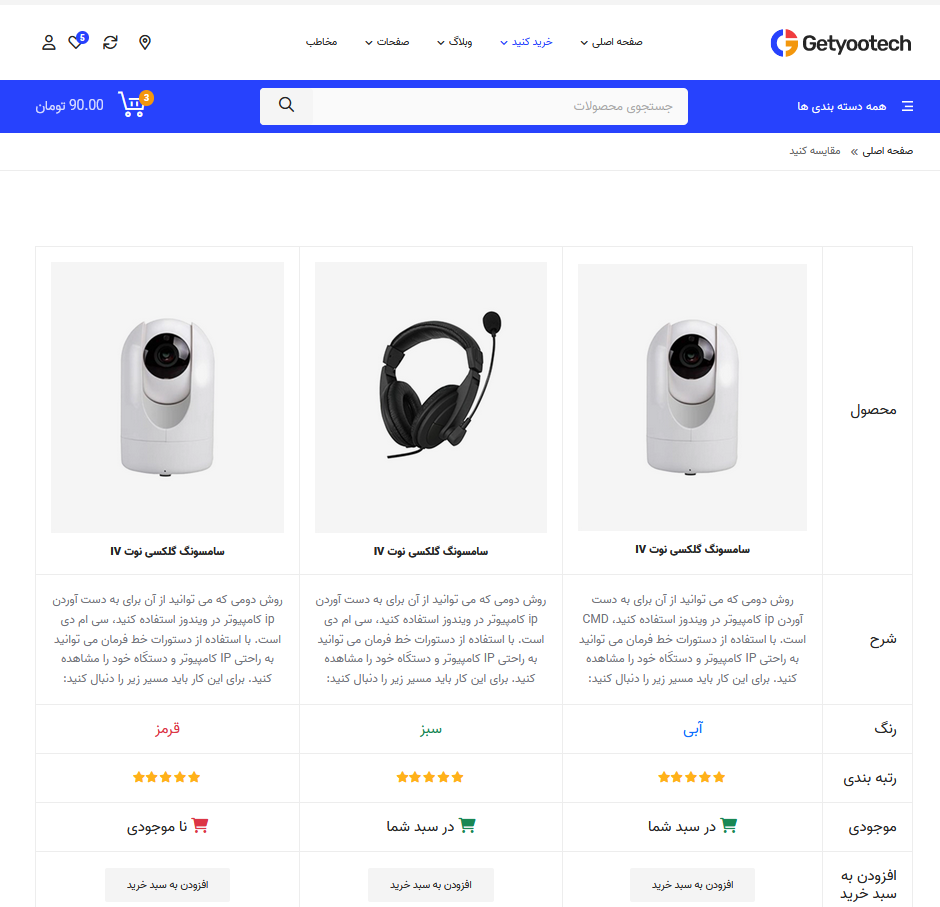 Getyootech
صفحه اصلی
خرید کنید
وبلاگ
صفحات
مخاطب
5
همه دسته بندی ها
جستجوی محصولات
3
90.00 تومان
صفحه اصلی » مقایسه کنید
محصول
سامسونگ گلکسی نوت IV
سامسونگ گلکسی نوت IV
سامسونگ گلکسی نوت IV
شرح
روش دومی که می توانید از آن برای به دست
آوردن ip کامپیوتر در ویندوز استفاده کنید، CMD
است. با استفاده از دستورات خط فرمان می توانید
به راحتی IP کامپیوتر و دستگاه خود را مشاهده
کنید. برای این کار باید مسیر زیر را دنبال کنید:
روش دومی که می توانید از آن برای به دست آوردن
ip کامپیوتر در ویندوز استفاده کنید، سی ام دی
است. با استفاده از دستورات خط فرمان می توانید
به راحتی IP کامپیوتر و دستگاه خود را مشاهده
کنید. برای این کار باید مسیر زیر را دنبال کنید:
روش دومی که می توانید از آن برای به دست آوردن
ip کامپیوتر در ویندوز استفاده کنید، سی ام دی
است. با استفاده از دستورات خط فرمان می توانید
به راحتی IP کامپیوتر و دستگاه خود را مشاهده
کنید. برای این کار باید مسیر زیر را دنبال کنید:
رنگ
آبی
سبز
قرمز
رتبه بندی
موجودی
در سبد شما
در سبد شما
نا موجودی
افزودن به
سبد خرید
افزودن به سبد خرید
افزودن به سبد خرید
افزودن به سبد خرید